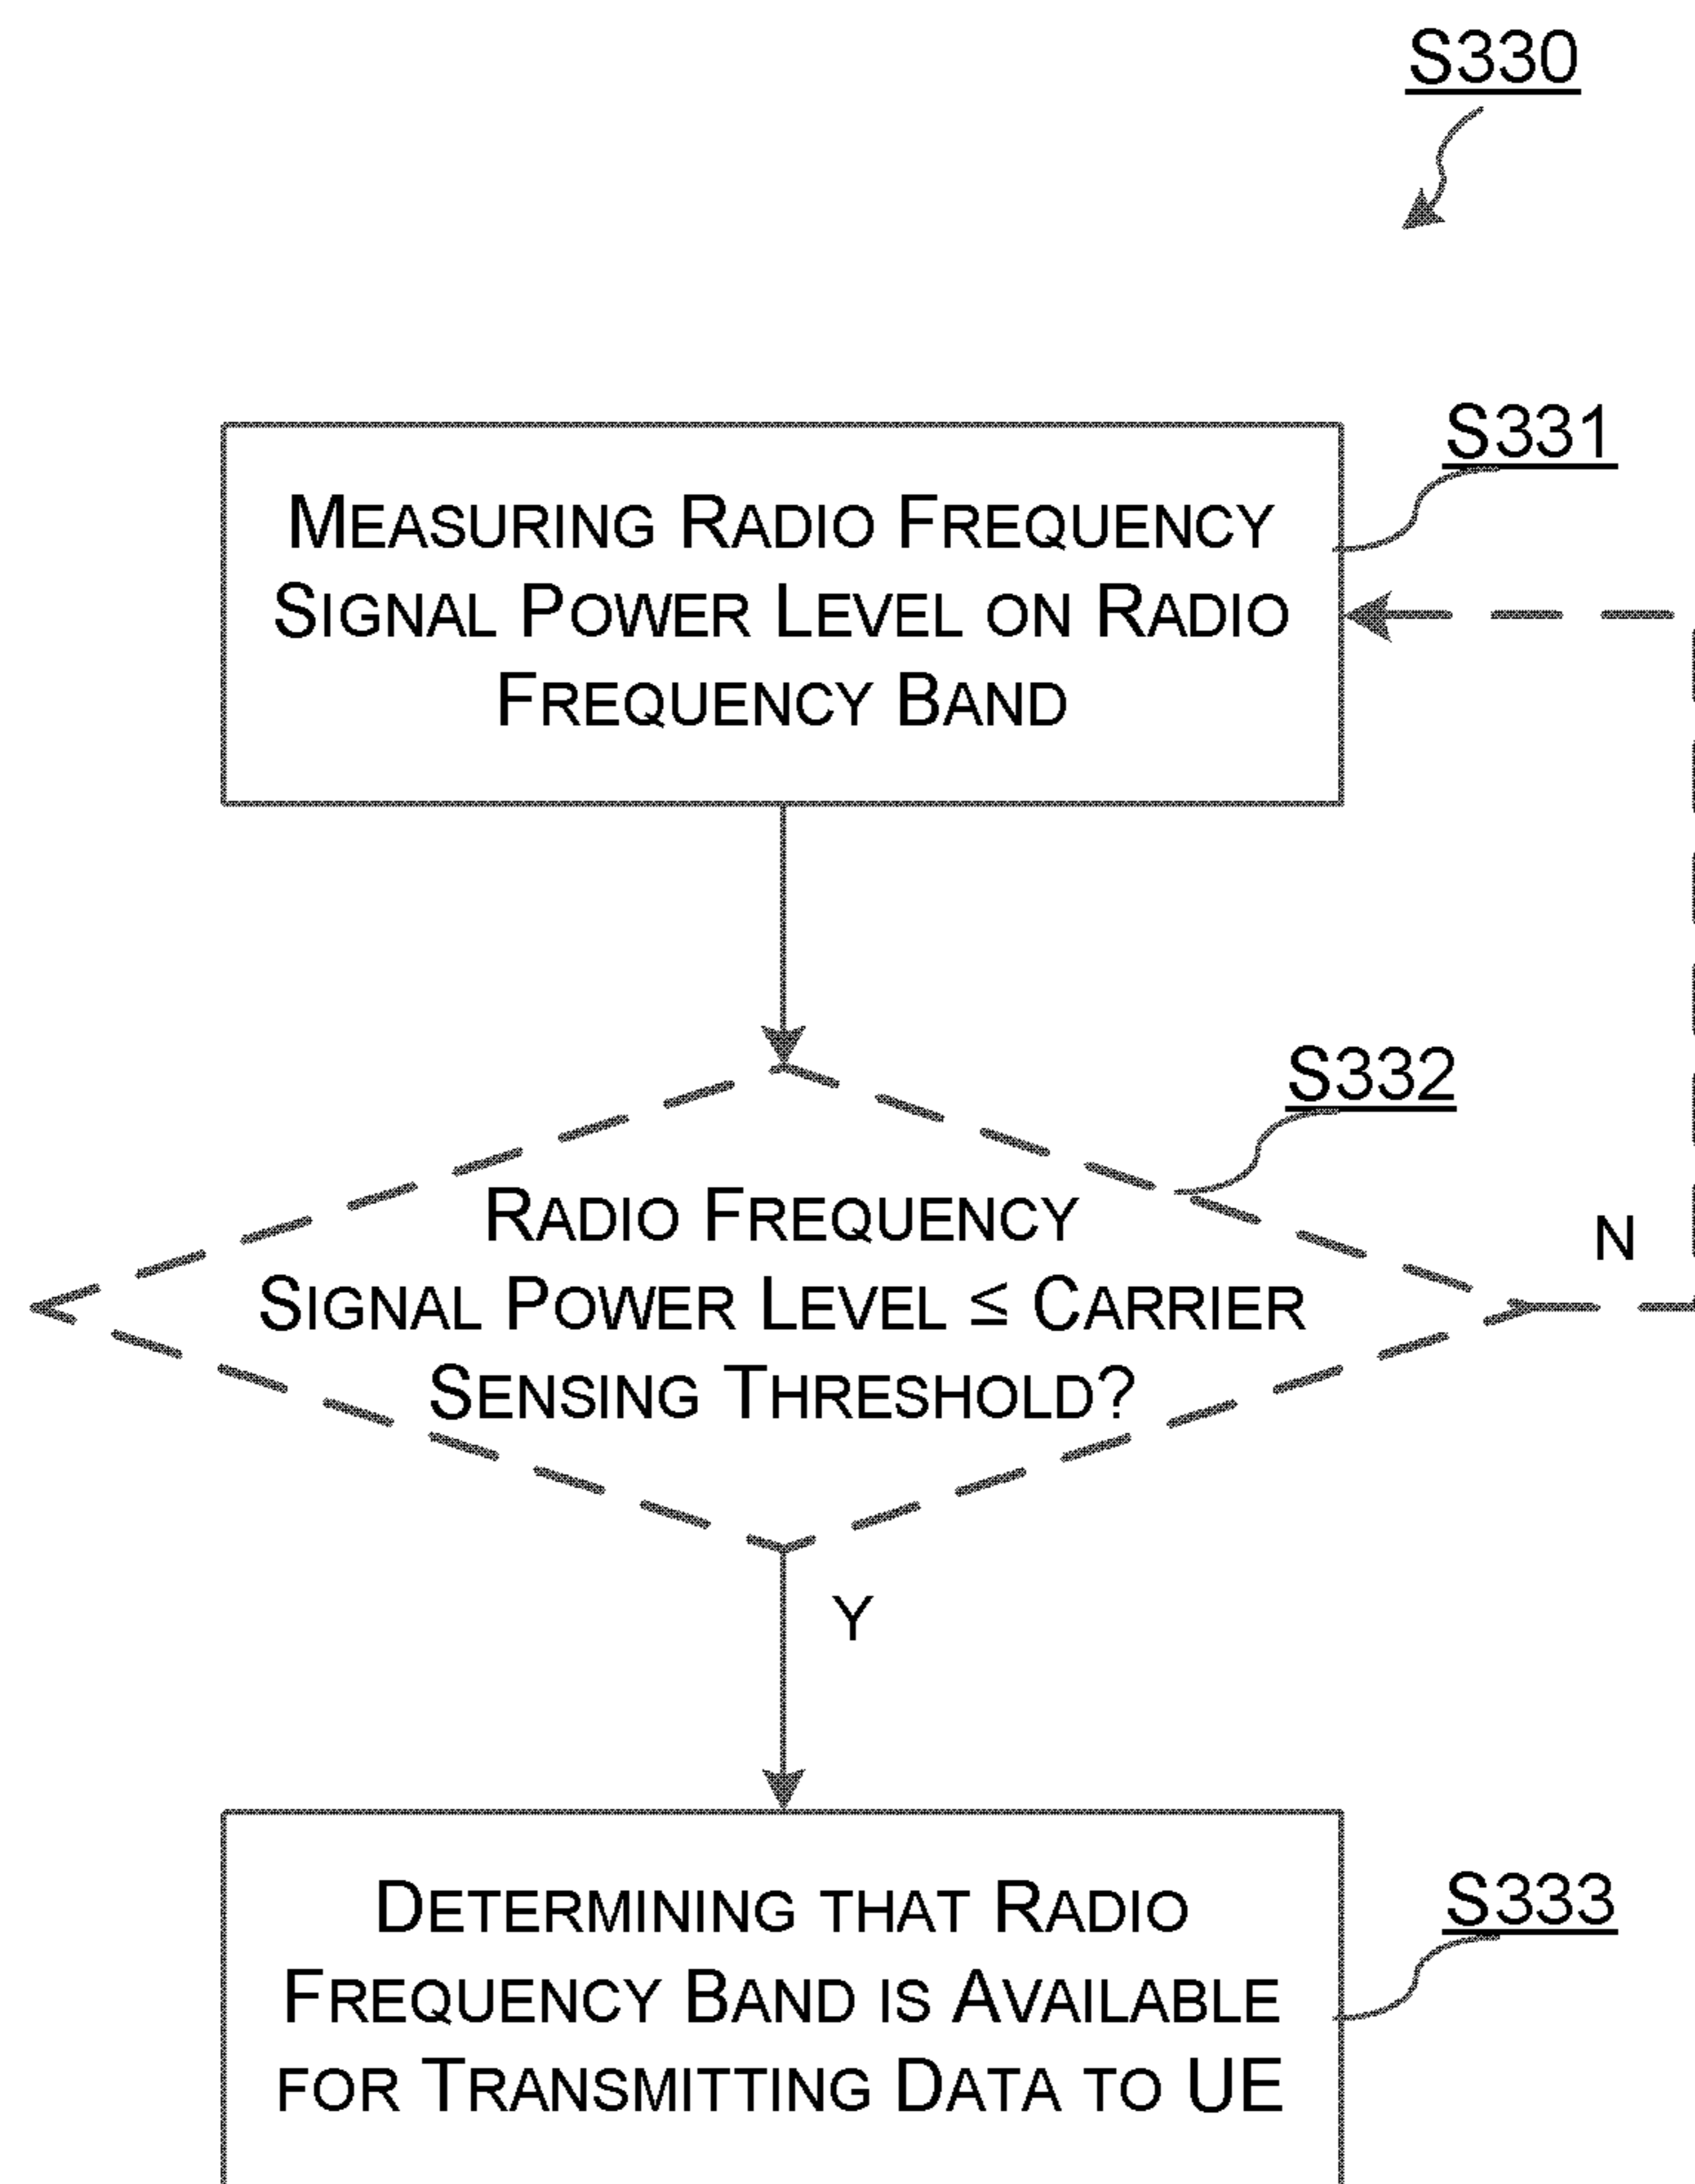 S330
S331
MEASURING RADIO FREQUENCY
SIGNAL POWER LEVEL ON RADIO
FREQUENCY BAND
S332
RADIO FREQUENCY
SIGNAL POWER LEVEL ≤ CARRIER
SENSING THRESHOLD?
N
Y
S333
DETERMINING THAT RADIO
FREQUENCY BAND IS AVAILABLE
FOR TRANSMITTING DATA TO UE